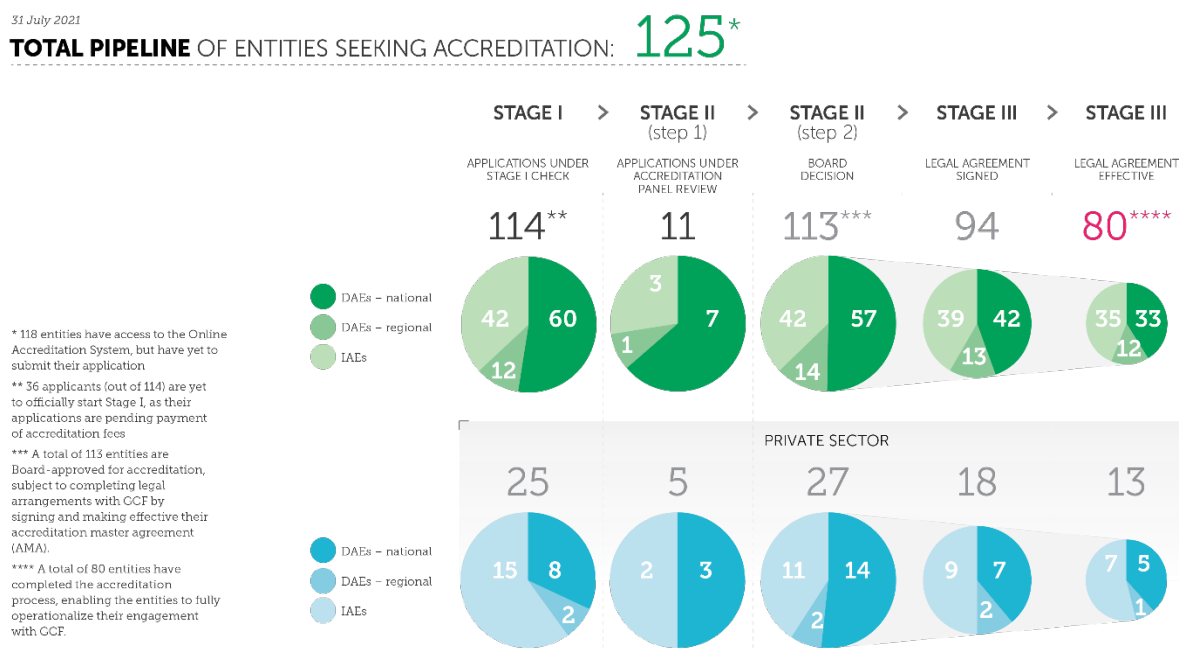 31 July 2021
TOTAL PIPELINE OF ENTITIES SEEKING ACCREDITATION: 125*
STAGE I > STAGE II > STAGE II > STAGE III > STAGE III
(step 1) (step 2)
APPLICATIONS UNDER
STAGE I CHECK
APPLICATIONS UNDER
ACCREDITATION
PANEL REVIEW
BOARD
DECISION
LEGAL AGREEMENT
SIGNED
LEGAL AGREEMENT
EFFECTIVE
114** 11 113*** 94 80****
DAEs – national
DAEs – regional
IAEs
42 60 12
3 7 1
42 57 14
39 42 13
35 33 12
* 118 entities have access to the Online
Accreditation System, but have yet to
submit their application
** 36 applicants (out of 114) are yet
to officially start Stage I, as their
applications are pending payment
of accreditation fees
*** A total of 113 entities are
Board-approved for accreditation,
subject to completing legal
arrangements with GCF by
signing and making effective their
accreditation master agreement
(AMA).
**** A total of 80 entities have
completed the accreditation
process, enabling the entities to fully
operationalize their engagement
with GCF.
PRIVATE SECTOR
25 5 27 18 13
DAEs – national
DAEs – regional
IAEs
15 8 2
2 3
11 14 2
9 7 2
7 5 1